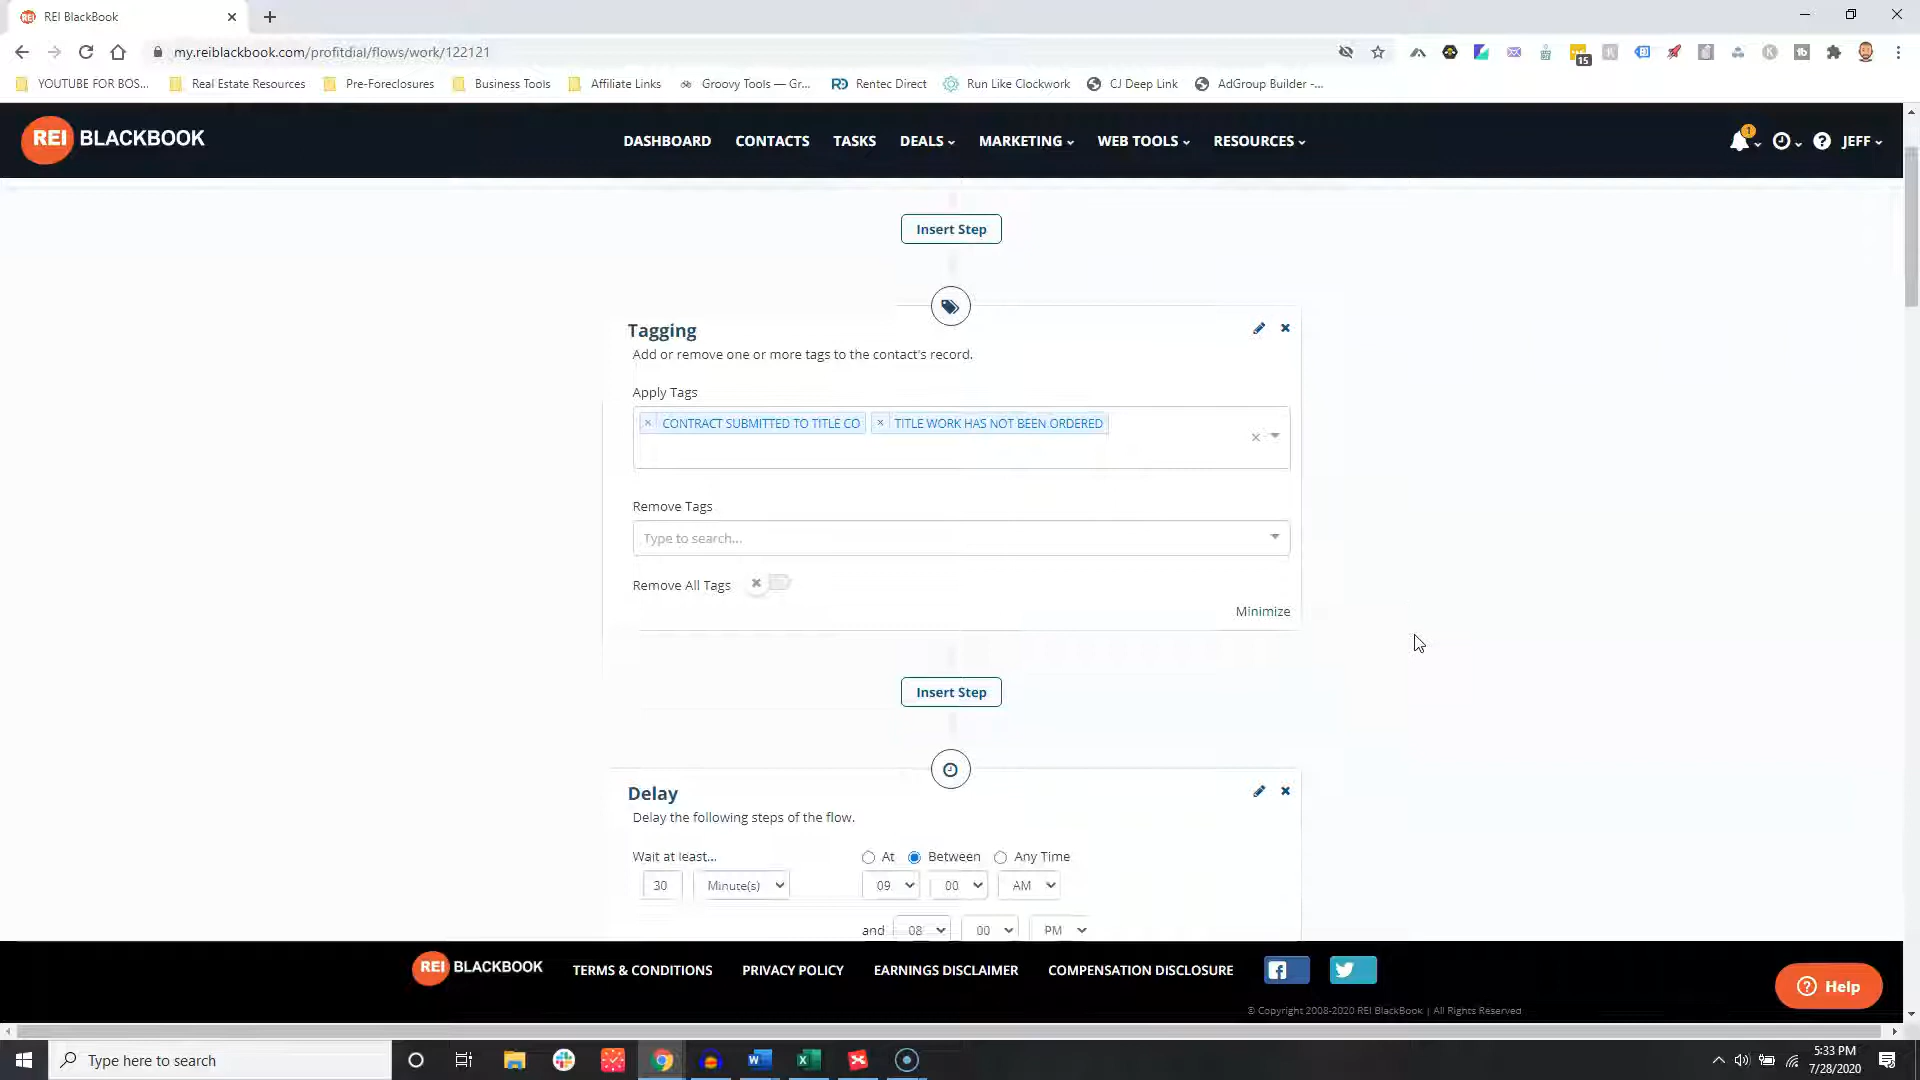 REI BlackBook
my.reiblackbook.com/profitdial/flows/work/122121
15
YOUTUBE FOR BOS...
Real Estate Resources
Pre-Foreclosures
Business Tools
Affiliate Links
Groovy Tools — Gr...
Rentec Direct
Run Like Clockwork
CJ Deep Link
AdGroup Builder -...
REI BLACKBOOK
DASHBOARD
CONTACTS
TASKS
DEALS
MARKETING
WEB TOOLS
RESOURCES
1
JEFF
Insert Step
Tagging
Add or remove one or more tags to the contact's record.
Apply Tags
× CONTRACT SUBMITTED TO TITLE CO × TITLE WORK HAS NOT BEEN ORDERED
Remove Tags
Type to search...
Remove All Tags
Minimize
Insert Step
Delay
Delay the following steps of the flow.
Wait at least... At Between Any Time
30 Minute(s) 09 00 AM
and 08 00 PM
REI BLACKBOOK
TERMS & CONDITIONS
PRIVACY POLICY
EARNINGS DISCLAIMER
COMPENSATION DISCLOSURE
Help
© Copyright 2008-2020 REI BlackBook | All Rights Reserved
Type here to search
5:33 PM
7/28/2020